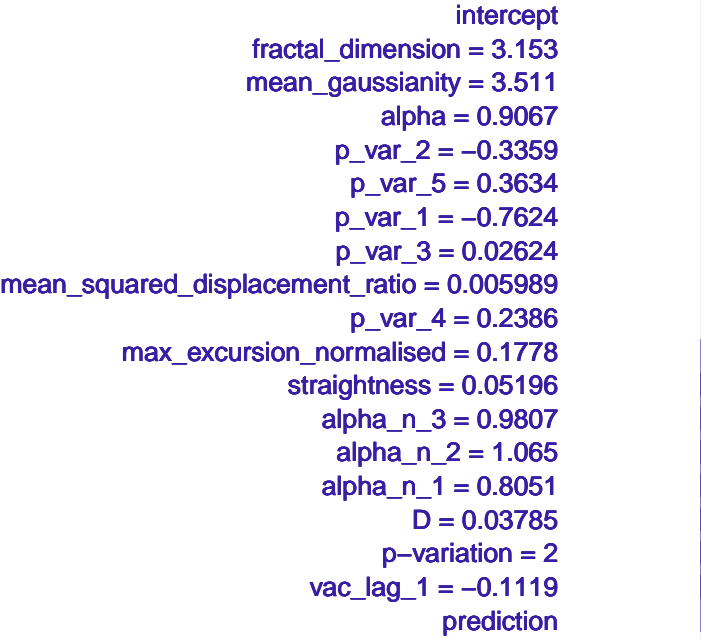 intercept
fractal_dimension = 3.153
mean_gaussianity = 3.511
alpha = 0.9067
p_var_2 = −0.3359
p_var_5 = 0.3634
p_var_1 = −0.7624
p_var_3 = 0.02624
mean_squared_displacement_ratio = 0.005989
p_var_4 = 0.2386
max_excursion_normalised = 0.1778
straightness = 0.05196
alpha_n_3 = 0.9807
alpha_n_2 = 1.065
alpha_n_1 = 0.8051
D = 0.03785
p−variation = 2
vac_lag_1 = −0.1119
prediction